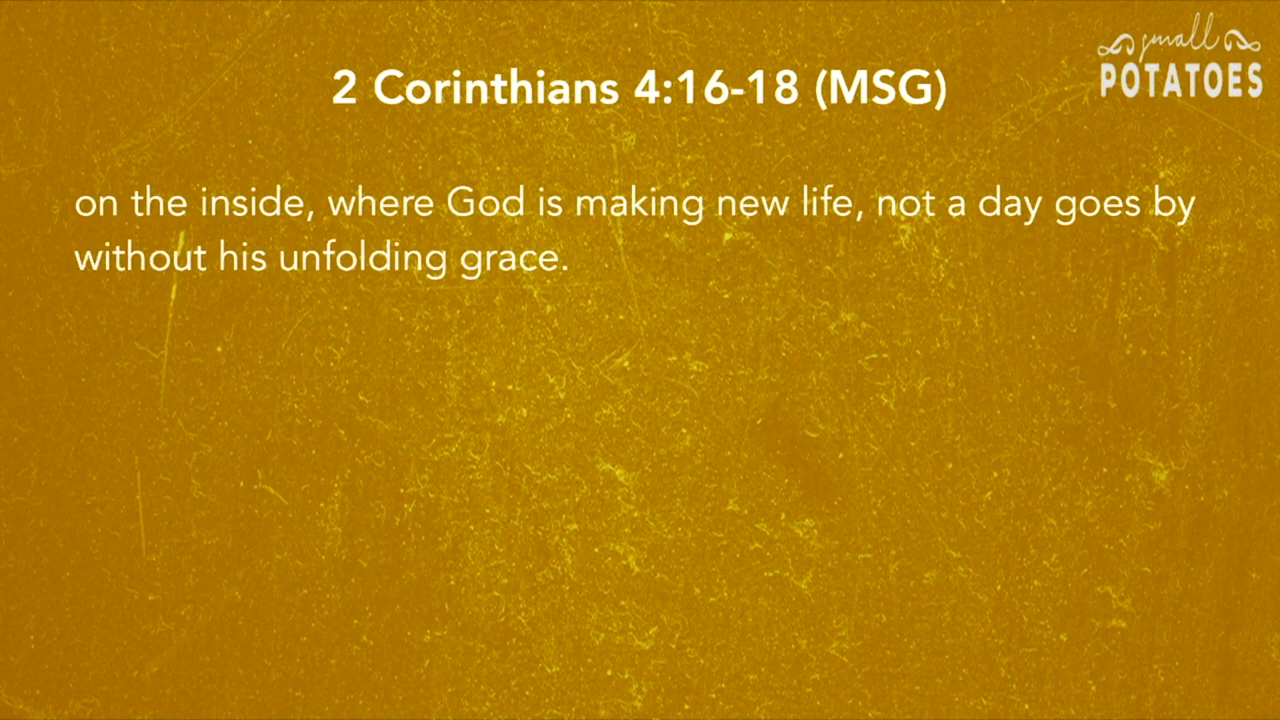 small
POTATOES
2 Corinthians 4:16-18 (MSG)
on the inside, where God is making new life, not a day goes by
without his unfolding grace.